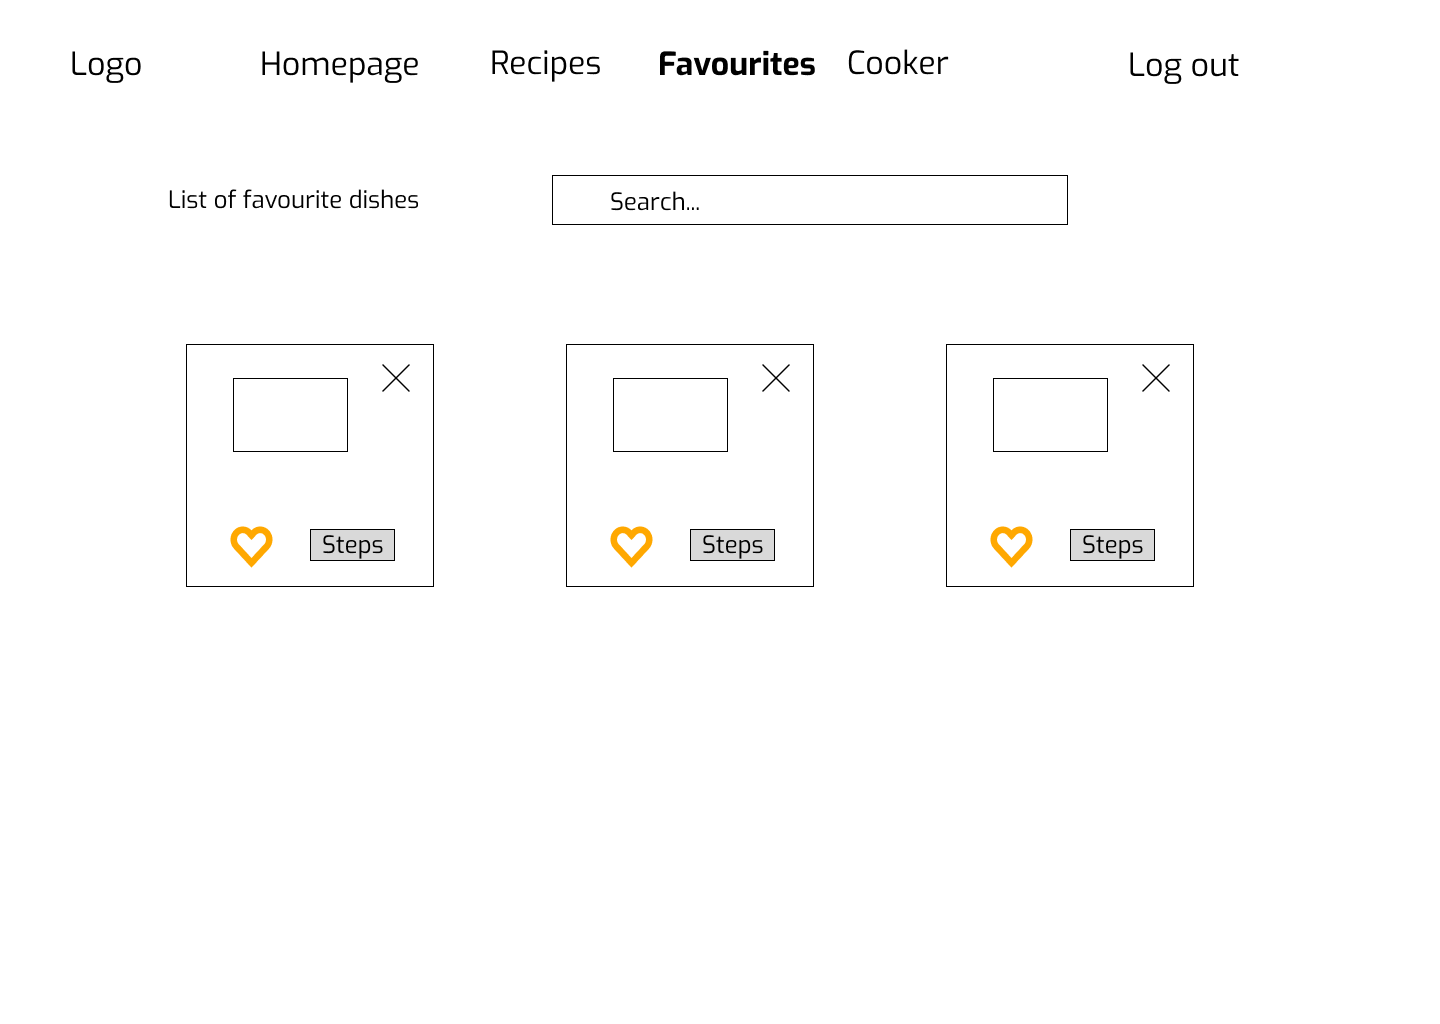 Logo
Homepage
Recipes
Favourites
Cooker
Log out
List of favourite dishes
Search...
Steps
Steps
Steps